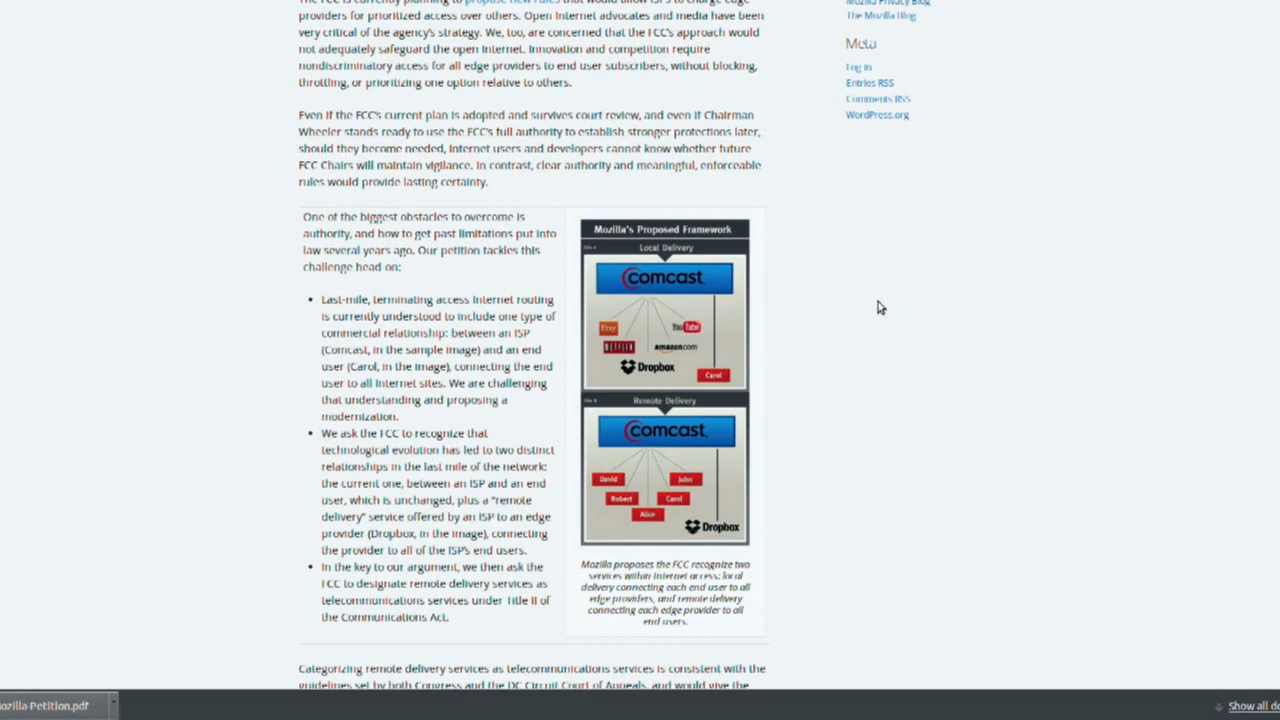 The FCC is currently planning to propose new rules that would allow ISPs to charge edge
providers for prioritized access over others. Open Internet advocates and media have been
very critical of the agency's strategy. We, too, are concerned that the FCC's approach would
not adequately safeguard the open Internet. Innovation and competition require
nondiscriminatory access for all edge providers to end user subscribers, without blocking,
throttling, or prioritizing one option relative to others.
Even if the FCC's current plan is adopted and survives court review, and even if Chairman
Wheeler stands ready to use the FCC's full authority to establish stronger protections later,
should they become needed, Internet users and developers cannot know whether future
FCC Chairs will maintain vigilance. In contrast, clear authority and meaningful, enforceable
rules would provide lasting certainty.
One of the biggest obstacles to overcome is
authority, and how to get past limitations put into
law several years ago. Our petition tackles this
challenge head-on:
• Last-mile, terminating access Internet routing
is currently understood to include one type of
commercial relationship: between an ISP
(Comcast, in the sample image) and an end
user (Carol, in the image), connecting the end
user to all Internet sites. We are challenging
that understanding and proposing a
modernization.
• We ask the FCC to recognize that
technological evolution has led to two distinct
relationships in the last mile of the network:
the current one, between an ISP and an end
user, which is unchanged, plus a "remote
delivery" service offered by an ISP to an edge
provider (Dropbox, in the image), connecting
the provider to all of the ISP's end users.
• In the key to our argument, we then ask the
FCC to designate remote delivery services as
telecommunications services under Title II of
the Communications Act.
Mozilla's Proposed Framework
Local Delivery
comcast
Etsy
YouTube
NETFLIX
amazon.com
Dropbox
Carol
Remote Delivery
comcast
David
John
Robert
Carol
Alice
Dropbox
Mozilla proposes the FCC recognize two
services within Internet access: local
delivery connecting each end user to all
edge providers, and remote delivery
connecting each edge provider to all
end users.
Categorizing remote delivery services as telecommunications services is consistent with the
guidelines set by both Congress and the DC Circuit Court of Appeals, and would give the
Mozilla Privacy Blog
The Mozilla Blog
Meta
Log in
Entries RSS
Comments RSS
WordPress.org
ozilla-Petition.pdf
Show all do